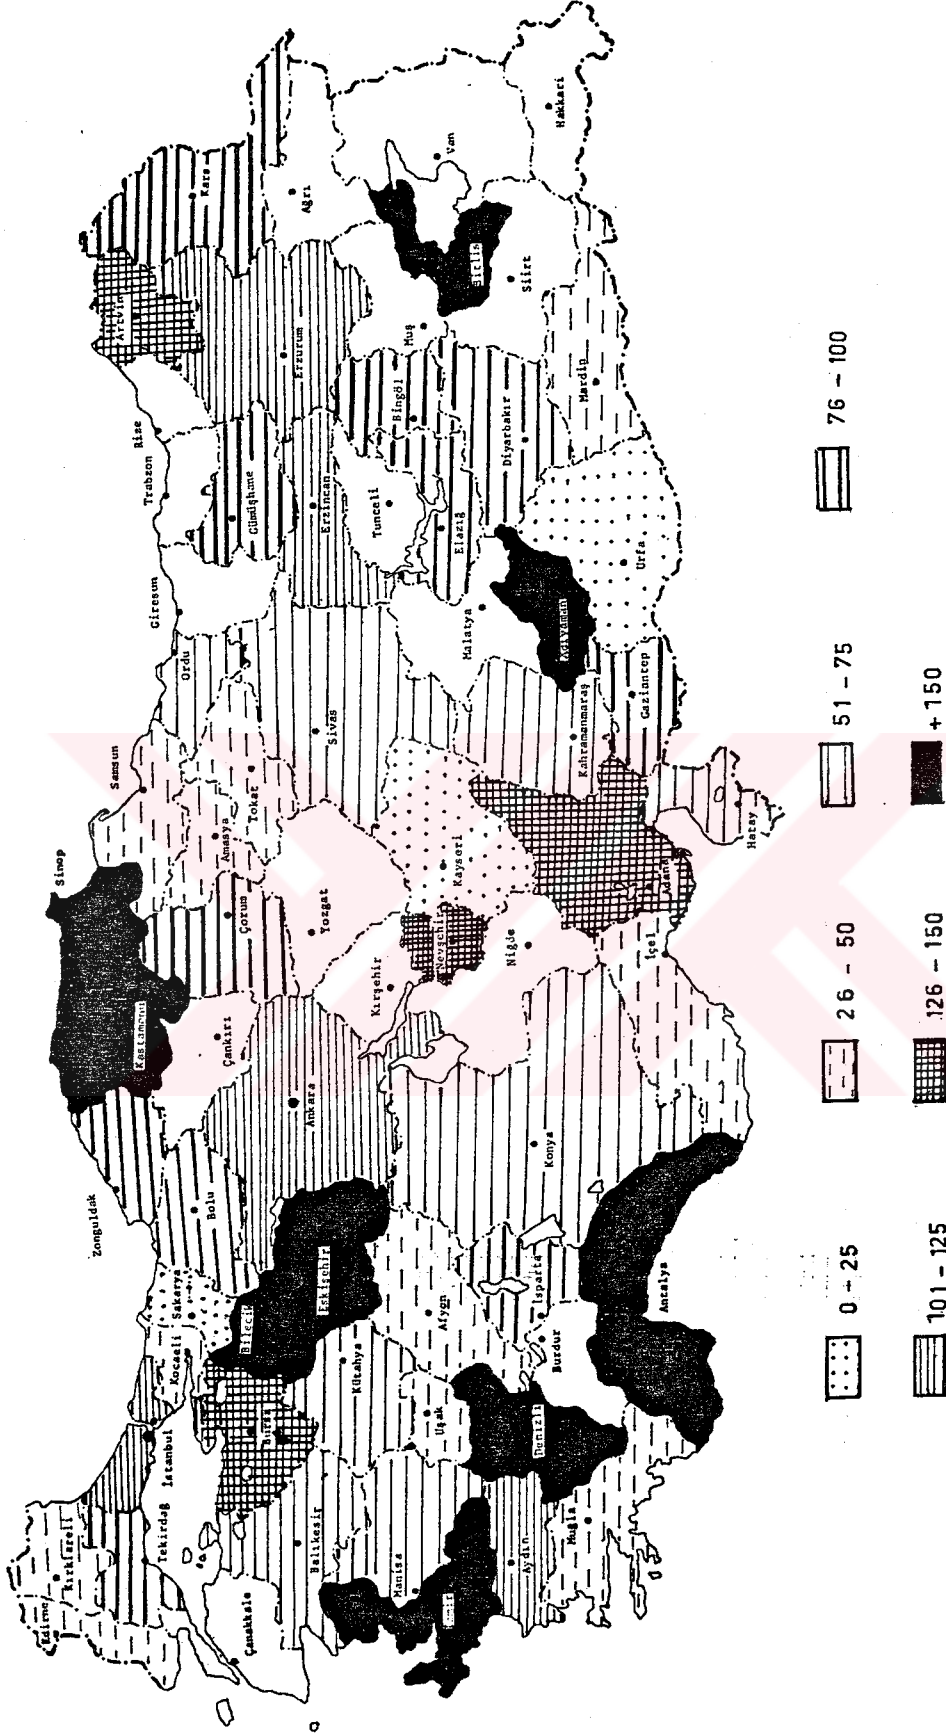 Edirne
Kırklareli
Tekirdağ
İstanbul
Kocaeli
Sakarya
Zonguldak
Bolu
Kastamonu
Sinop
Samsun
Çankırı
Çorum
Amasya
Tokat
Ordu
Giresun
Trabzon
Rize
Artvin
Kars
Gümüşhane
Erzurum
Erzincan
Ağrı
Çanakkale
Balıkesir
Bursa
Bilecik
Eskişehir
Kütahya
Ankara
Yozgat
Kırşehir
Sivas
Tunceli
Bingöl
Muş
Bitlis
Van
Manisa
İzmir
Uşak
Afyon
Konya
Nevşehir
Kayseri
Niğde
Malatya
Elazığ
Diyarbakır
Siirt
Hakkari
Aydın
Denizli
Muğla
Burdur
Isparta
Antalya
İçel
Adana
Kahramanmaraş
Adıyaman
Gaziantep
Urfa
Mardin
Hatay
0 - 25
26 - 50
51 - 75
76 - 100
101 - 125
126 - 150
+ 150